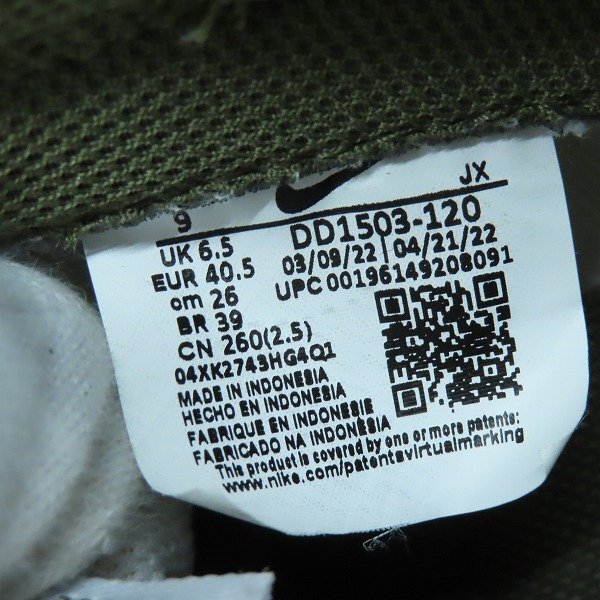 JX
9
UK 6.5
EUR 40.5
cm 26
BR 39
CN 260(2.5)
DD1503-120
03/09/22 04/21/22
UPC 00196149208091
04XK2743HG4Q1
MADE IN INDONESIA
HECHO EN INDONESIA
FABRIQUE EN INDONESIA
FABRICADO NA INDONESIA
This product is covered by one or more patents:
www.nike.com/patentsvirtualmarking